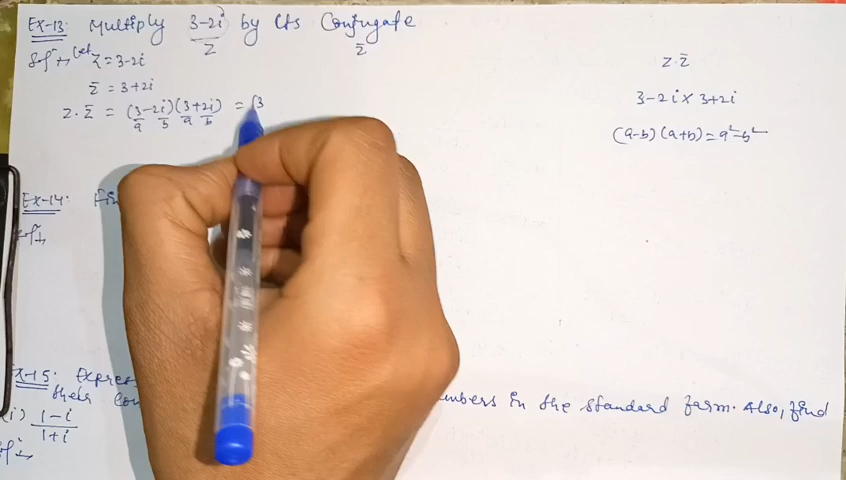 Ex-13: Multiply 3-2i by its Conjugate
z z̄
Solⁿ:→ Let z = 3-2i
z̄ = 3+2i
z.z̄ = (3-2i)(3+2i) = (3
a b a b
z.z̄
3-2i × 3+2i
(a-b)(a+b) = a²-b²
Ex-14:
Ex-15: Express
their umbers in the standard form. Also, find
(i) 1-i/1+i